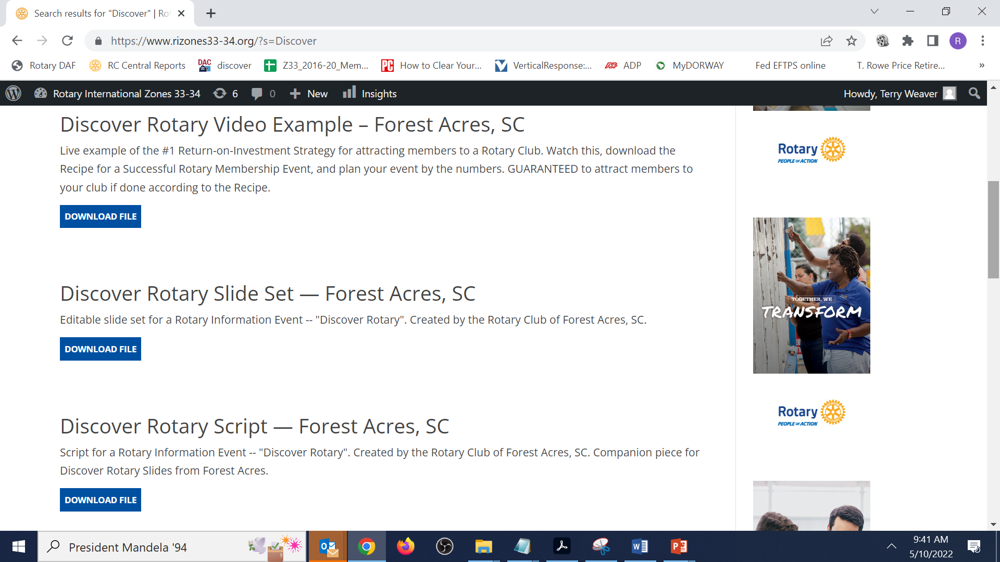 Search results for "Discover" | Ro
https://www.rizones33-34.org/?s=Discover
R
Rotary DAF
RC Central Reports
DAC
discover
Z33_2016-20_Mem...
PC
How to Clear Your...
VerticalResponse:...
ADP
ADP
MyDORWAY
Fed EFTPS online
T. Rowe Price Retire...
»
Rotary International Zones 33-34
6
0
New
Insights
Howdy, Terry Weaver
Discover Rotary Video Example – Forest Acres, SC
Live example of the #1 Return-on-Investment Strategy for attracting members to a Rotary Club. Watch this, download the
Recipe for a Successful Rotary Membership Event, and plan your event by the numbers. GUARANTEED to attract members to
your club if done according to the Recipe.
DOWNLOAD FILE
Discover Rotary Slide Set — Forest Acres, SC
Editable slide set for a Rotary Information Event -- "Discover Rotary". Created by the Rotary Club of Forest Acres, SC.
DOWNLOAD FILE
Discover Rotary Script — Forest Acres, SC
Script for a Rotary Information Event -- "Discover Rotary". Created by the Rotary Club of Forest Acres, SC. Companion piece for
Discover Rotary Slides from Forest Acres.
DOWNLOAD FILE
Rotary
PEOPLE OF ACTION
TOGETHER, WE
TRANSFORM
Rotary
PEOPLE OF ACTION
President Mandela '94
9:41 AM
5/10/2022